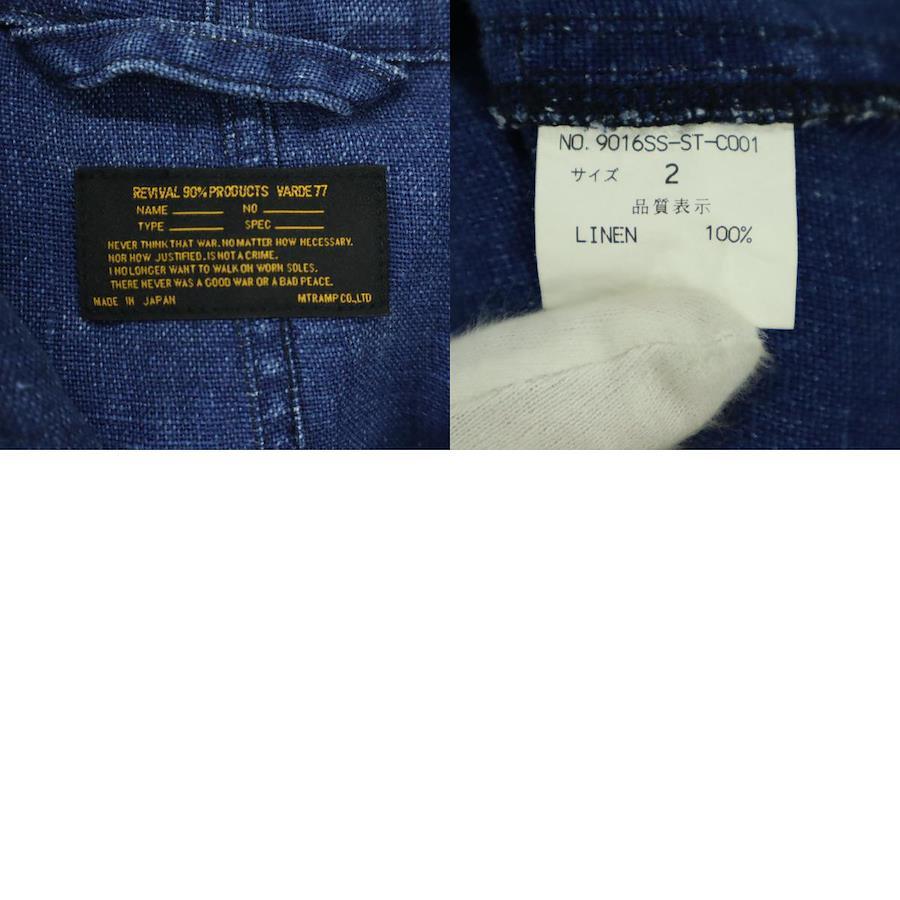 REVIVAL 90% PRODUCTS VARDE 77
NAME NO
TYPE SPEC
NEVER THINK THAT WAR. NO MATTER HOW NECESSARY.
NOR HOW JUSTIFIED. IS NOT A CRIME.
I NO LONGER WANT TO WALK ON WORN SOLES.
THERE NEVER WAS A GOOD WAR OR A BAD PEACE.
MADE IN JAPAN MTRAMP CO.,LTD
NO. 9016SS-ST-C001
サイズ 2
品質表示
LINEN 100%